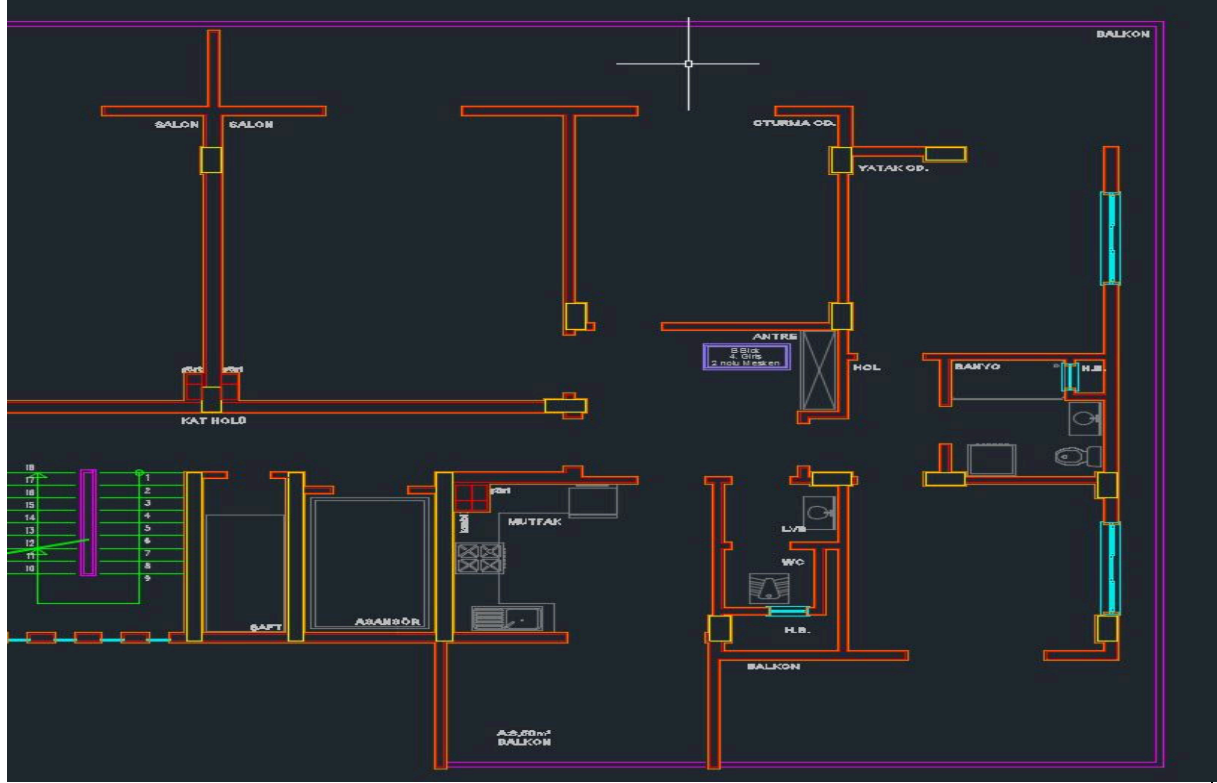 BALKON
SALON SALON
OTURMA OD.
YATAK OD.
ANTRE
B Blok
4. Giriş
2 nolu Mesken
HOL
BANYO
H.B.
KAT HOLÜ
18
17
16
15
14
13
12
11
10
1
2
3
4
5
6
7
8
9
MUTFAK
LVB
WC
ŞAFT
ASANSÖR
H.B.
BALKON
BALKON